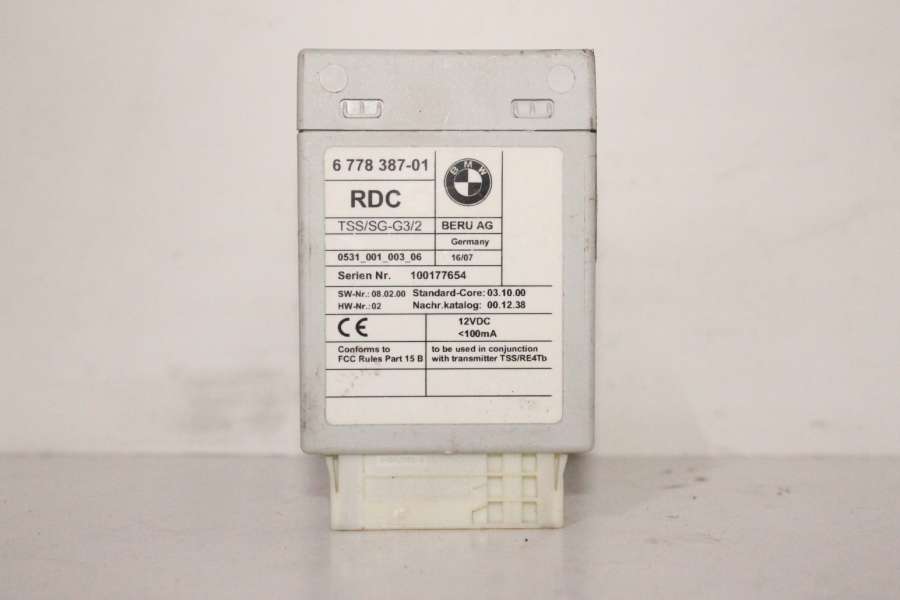 6 778 387-01
BMW
RDC
TSS/SG-G3/2
BERU AG
Germany
0531_001_003_06
16/07
Serien Nr. 100177654
SW-Nr.: 08.02.00 Standard-Core: 03.10.00
HW-Nr.: 02 Nachr.katalog: 00.12.38
CE
12VDC
<100mA
Conforms to
FCC Rules Part 15 B
to be used in conjunction
with transmitter TSS/RE4Tb